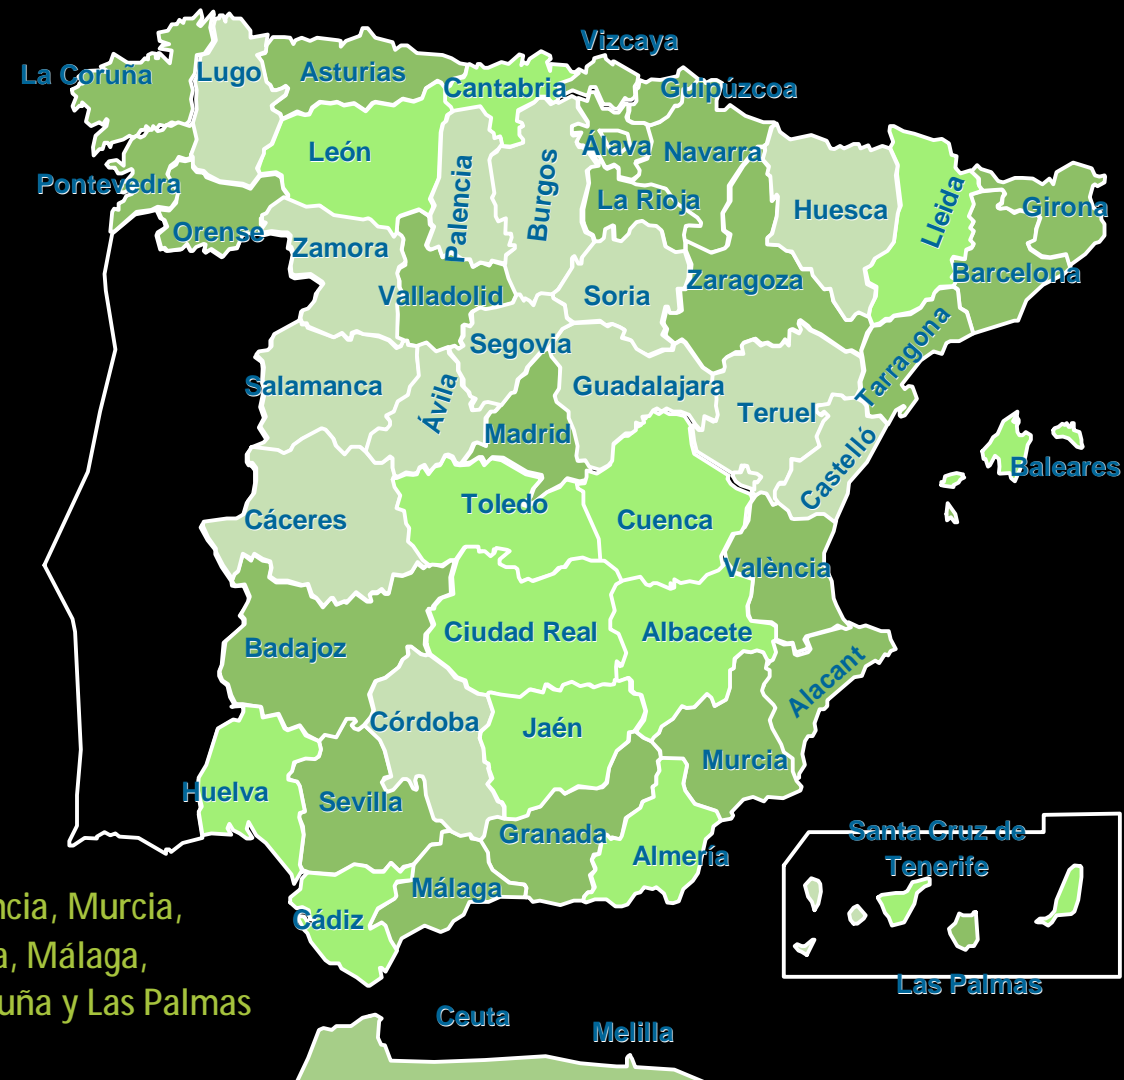 Vizcaya
La Coruña
Lugo
Asturias
Cantabria
Guipúzcoa
León
Álava
Navarra
Pontevedra
Palencia
Burgos
La Rioja
Huesca
Lleida
Girona
Orense
Zamora
Valladolid
Soria
Zaragoza
Barcelona
Segovia
Tarragona
Salamanca
Ávila
Guadalajara
Teruel
Madrid
Castelló
Baleares
Cáceres
Toledo
Cuenca
València
Badajoz
Ciudad Real
Albacete
Alacant
Córdoba
Jaén
Murcia
Huelva
Sevilla
Granada
Almería
Santa Cruz de
Tenerife
Málaga
Cádiz
Las Palmas
Ceuta
Melilla
ncia, Murcia,
a, Málaga,
uña y Las Palmas